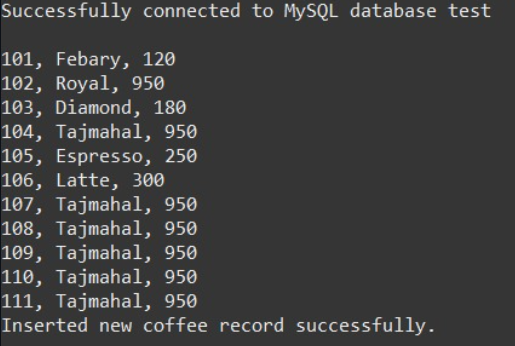 Successfully connected to MySQL database test
101, Febary, 120
102, Royal, 950
103, Diamond, 180
104, Tajmahal, 950
105, Espresso, 250
106, Latte, 300
107, Tajmahal, 950
108, Tajmahal, 950
109, Tajmahal, 950
110, Tajmahal, 950
111, Tajmahal, 950
Inserted new coffee record successfully.